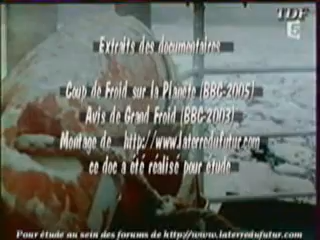 TDF
5
Extraits des documentaires
Coup de Froid sur la Planète (BBC-2005)
Avis de Grand Froid (BBC-2003)
Montage de http://www.laterredufutur.com
ce doc a été réalisé pour étude
Pour étude au sein des forums de http://www.laterredufutur.com